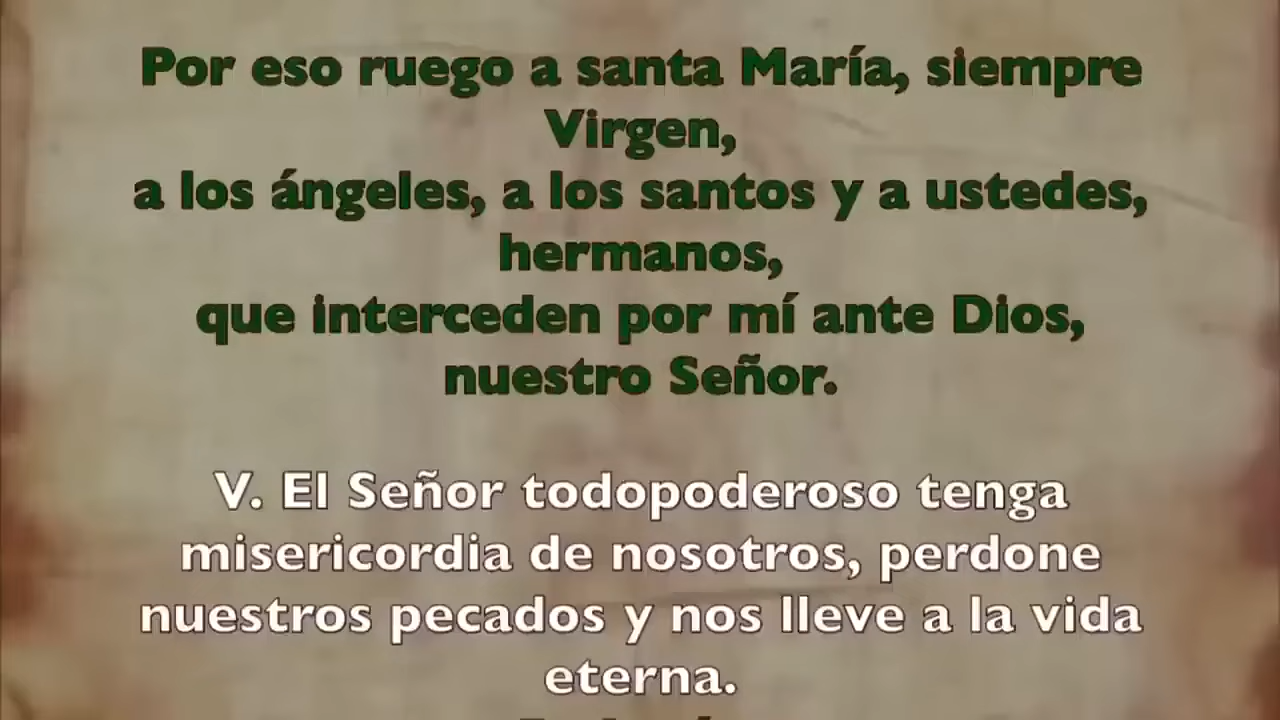 Por eso ruego a santa María, siempre
Virgen,
a los ángeles, a los santos y a ustedes,
hermanos,
que interceden por mí ante Dios,
nuestro Señor.
V. El Señor todopoderoso tenga
misericordia de nosotros, perdone
nuestros pecados y nos lleve a la vida
eterna.